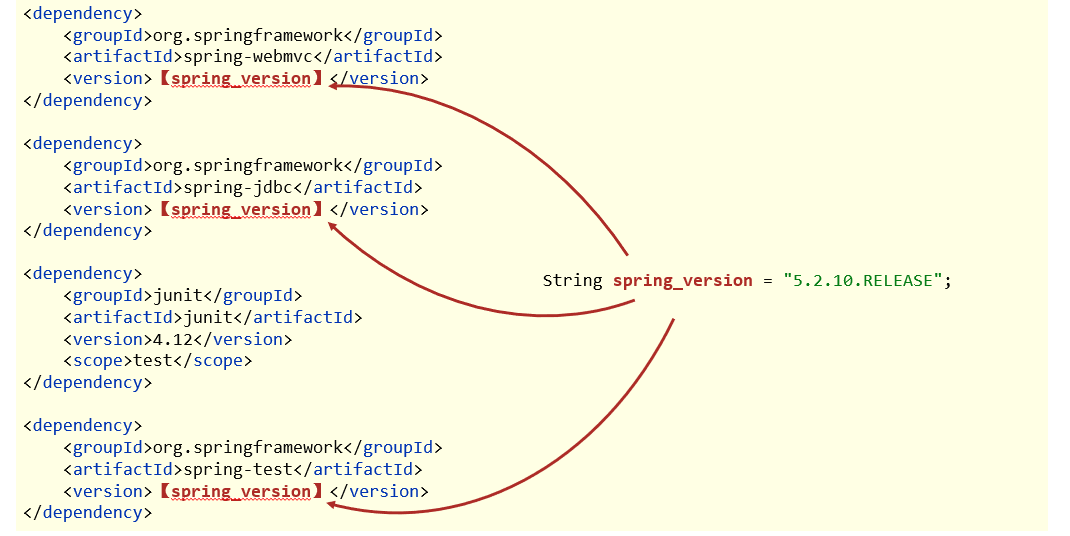 <dependency>
    <groupId>org.springframework</groupId>
    <artifactId>spring-webmvc</artifactId>
    <version>【spring_version】</version>
</dependency>
<dependency>
    <groupId>org.springframework</groupId>
    <artifactId>spring-jdbc</artifactId>
    <version>【spring_version】</version>
</dependency>
<dependency>
String spring_version = "5.2.10.RELEASE";
    <groupId>junit</groupId>
    <artifactId>junit</artifactId>
    <version>4.12</version>
    <scope>test</scope>
</dependency>
<dependency>
    <groupId>org.springframework</groupId>
    <artifactId>spring-test</artifactId>
    <version>【spring_version】</version>
</dependency>